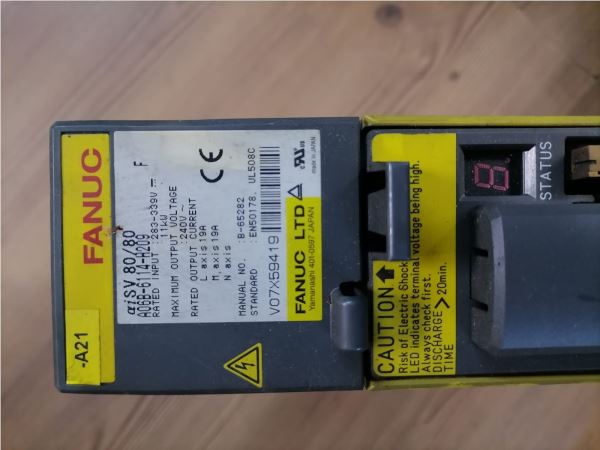 FANUC
αiSV 80/80
A06B-6114-H209
RATED INPUT :283-339V F
11kW
MAXIMUM OUTPUT VOLTAGE
:240V~
RATED OUTPUT CURRENT
L-axis 19A
M-axis 19A
N-axis
MANUAL NO. :B-65282
STANDARD :EN50178, UL508C
V07X59419
FANUC LTD
Yamanashi 401-0597 JAPAN
made in JAPAN
-A21
CAUTION
Risk of Electric Shock
LED indicates terminal voltage being high.
Always check first.
DISCHARGE > 20min.
TIME
STATUS